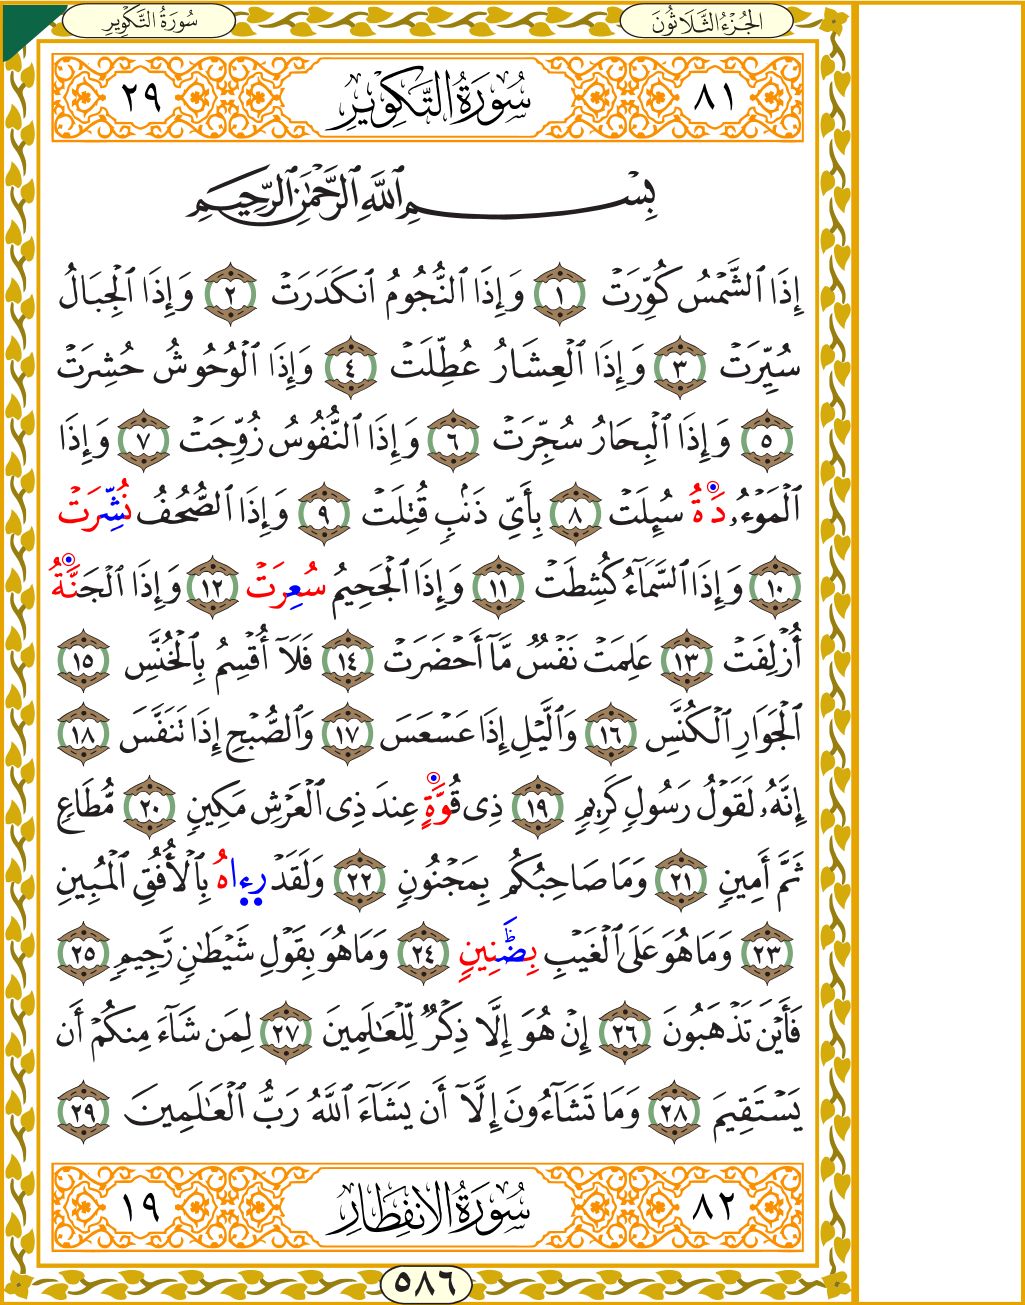 سُورَةُ التَّكْوِيرِ
الجُزْءُ الثَّلَاثُونَ
٨١ سُورَةُ التَّكْوِيرِ ٢٩
بِسْمِ ٱللَّهِ ٱلرَّحْمَٰنِ ٱلرَّحِيمِ
إِذَا ٱلشَّمْسُ كُوِّرَتْ ١ وَإِذَا ٱلنُّجُومُ ٱنكَدَرَتْ ٢ وَإِذَا ٱلْجِبَالُ
سُيِّرَتْ ٣ وَإِذَا ٱلْعِشَارُ عُطِّلَتْ ٤ وَإِذَا ٱلْوُحُوشُ حُشِرَتْ
٥ وَإِذَا ٱلْبِحَارُ سُجِّرَتْ ٦ وَإِذَا ٱلنُّفُوسُ زُوِّجَتْ ٧ وَإِذَا
ٱلْمَوْءُۥدَةُ سُئِلَتْ ٨ بِأَيِّ ذَنۢبٍ قُتِلَتْ ٩ وَإِذَا ٱلصُّحُفُ نُشِّرَتْ
١٠ وَإِذَا ٱلسَّمَآءُ كُشِطَتْ ١١ وَإِذَا ٱلْجَحِيمُ سُعِرَتْ ١٢ وَإِذَا ٱلْجَنَّةُ
أُزْلِفَتْ ١٣ عَلِمَتْ نَفْسٌ مَّآ أَحْضَرَتْ ١٤ فَلَآ أُقْسِمُ بِٱلْخُنَّسِ ١٥
ٱلْجَوَارِ ٱلْكُنَّسِ ١٦ وَٱلَّيْلِ إِذَا عَسْعَسَ ١٧ وَٱلصُّبْحِ إِذَا تَنَفَّسَ ١٨
إِنَّهُۥ لَقَوْلُ رَسُولٍ كَرِيمٍ ١٩ ذِى قُوَّةٍ عِندَ ذِى ٱلْعَرْشِ مَكِينٍ ٢٠ مُّطَاعٍ
ثَمَّ أَمِينٍ ٢١ وَمَا صَاحِبُكُم بِمَجْنُونٍ ٢٢ وَلَقَدْ رِءاهُ بِٱلْأُفُقِ ٱلْمُبِينِ
٢٣ وَمَا هُوَ عَلَى ٱلْغَيْبِ بِضَنِينٍ ٢٤ وَمَا هُوَ بِقَوْلِ شَيْطَٰنٍ رَّجِيمٍ ٢٥
فَأَيْنَ تَذْهَبُونَ ٢٦ إِنْ هُوَ إِلَّا ذِكْرٌ لِّلْعَٰلَمِينَ ٢٧ لِمَن شَآءَ مِنكُمْ أَن
يَسْتَقِيمَ ٢٨ وَمَا تَشَآءُونَ إِلَّآ أَن يَشَآءَ ٱللَّهُ رَبُّ ٱلْعَٰلَمِينَ ٢٩
٨٢ سُورَةُ الِانفِطَارِ ١٩
٥٨٦